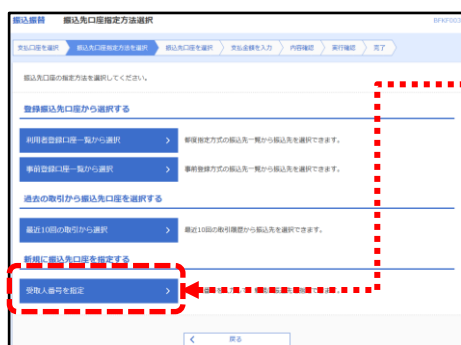 振込振替 振込先口座指定方法選択
BFKF003
支払口座を選択 振込先口座指定方法を選択 振込先口座を選択 支払金額を入力 内容確認 実行確認 完了
振込先口座の指定方法を選択してください。
登録振込先口座から選択する
利用者登録口座一覧から選択 >
都度指定方式の振込先一覧から振込先を選択できます。
事前登録口座一覧から選択 >
事前登録方式の振込先一覧から振込先を選択できます。
過去の取引から振込先口座を選択する
最近10回の取引から選択 >
最近10回の取引履歴から振込先を選択できます。
新規に振込先口座を指定する
受取人番号を指定 >
< 戻る